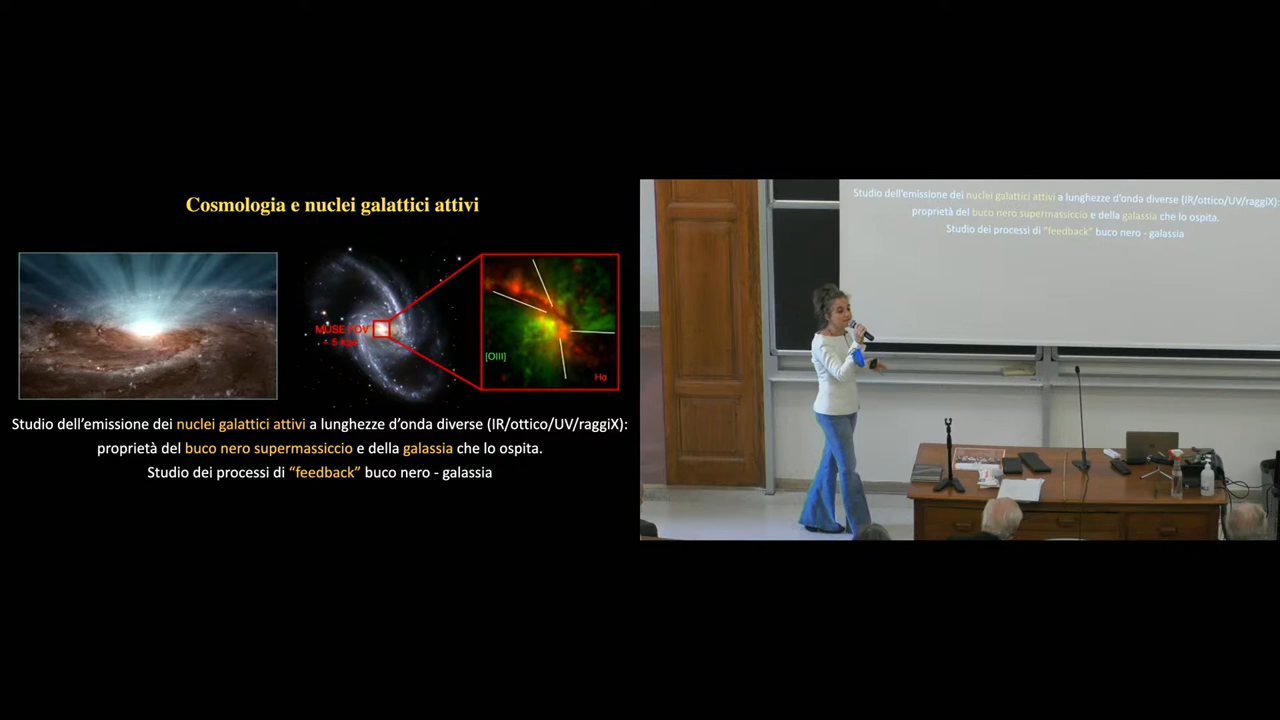 Cosmologia e nuclei galattici attivi
MUSE FOV
5 kpc
[OIII]
Hα
Studio dell’emissione dei nuclei galattici attivi a lunghezze d’onda diverse (IR/ottico/UV/raggiX):
proprietà del buco nero supermassiccio e della galassia che lo ospita.
Studio dei processi di “feedback” buco nero - galassia
Studio dell’emissione dei nuclei galattici attivi a lunghezze d’onda diverse (IR/ottico/UV/raggiX):
proprietà del buco nero supermassiccio e della galassia che lo ospita.
Studio dei processi di “feedback” buco nero - galassia